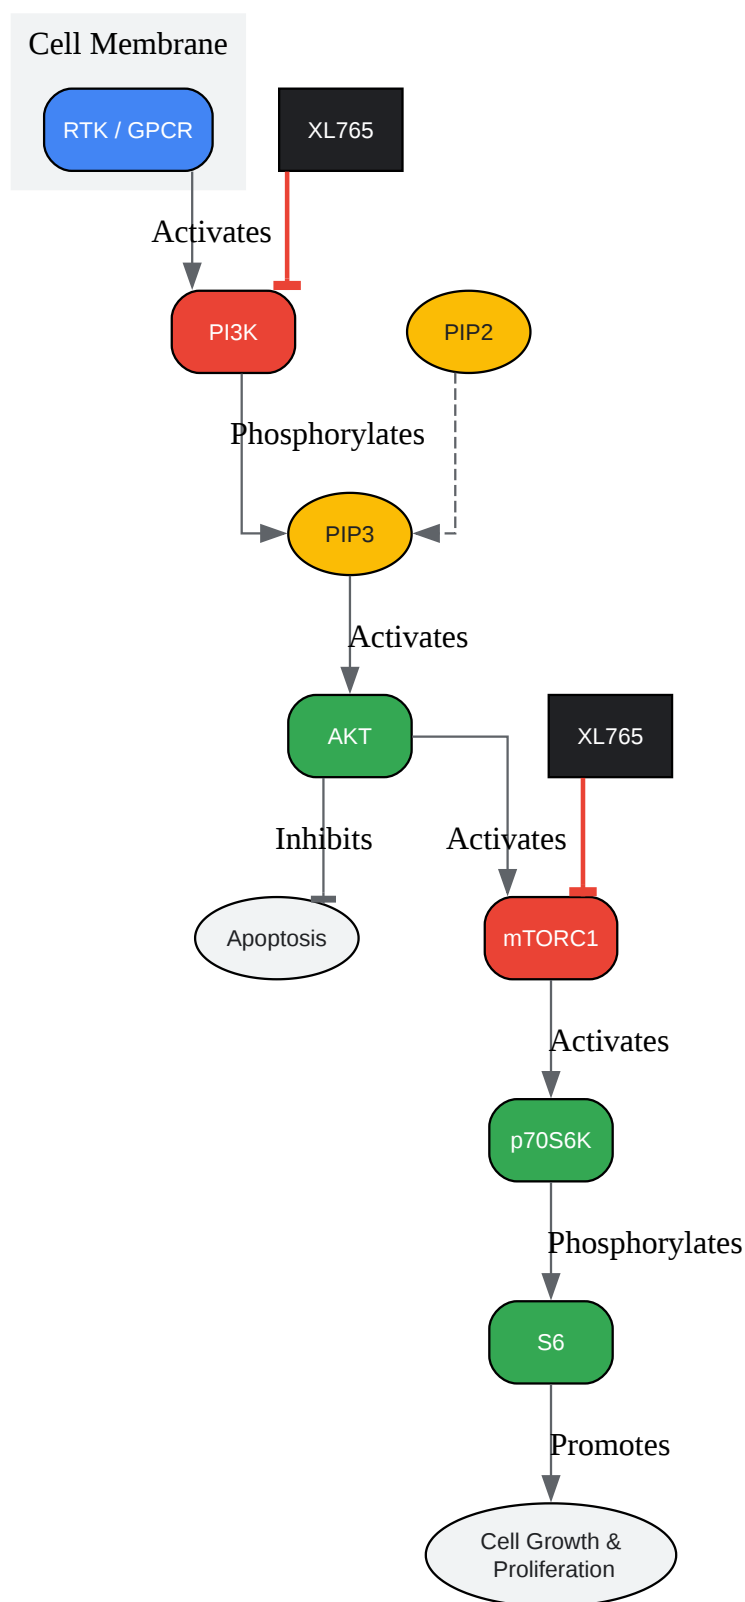 Cell Membrane
RTK / GPCR
XL765
Activates
PI3K
PIP2
Phosphorylates
PIP3
Activates
AKT
XL765
Inhibits
Activates
Apoptosis
mTORC1
Activates
p70S6K
Phosphorylates
S6
Promotes
Cell Growth &
Proliferation